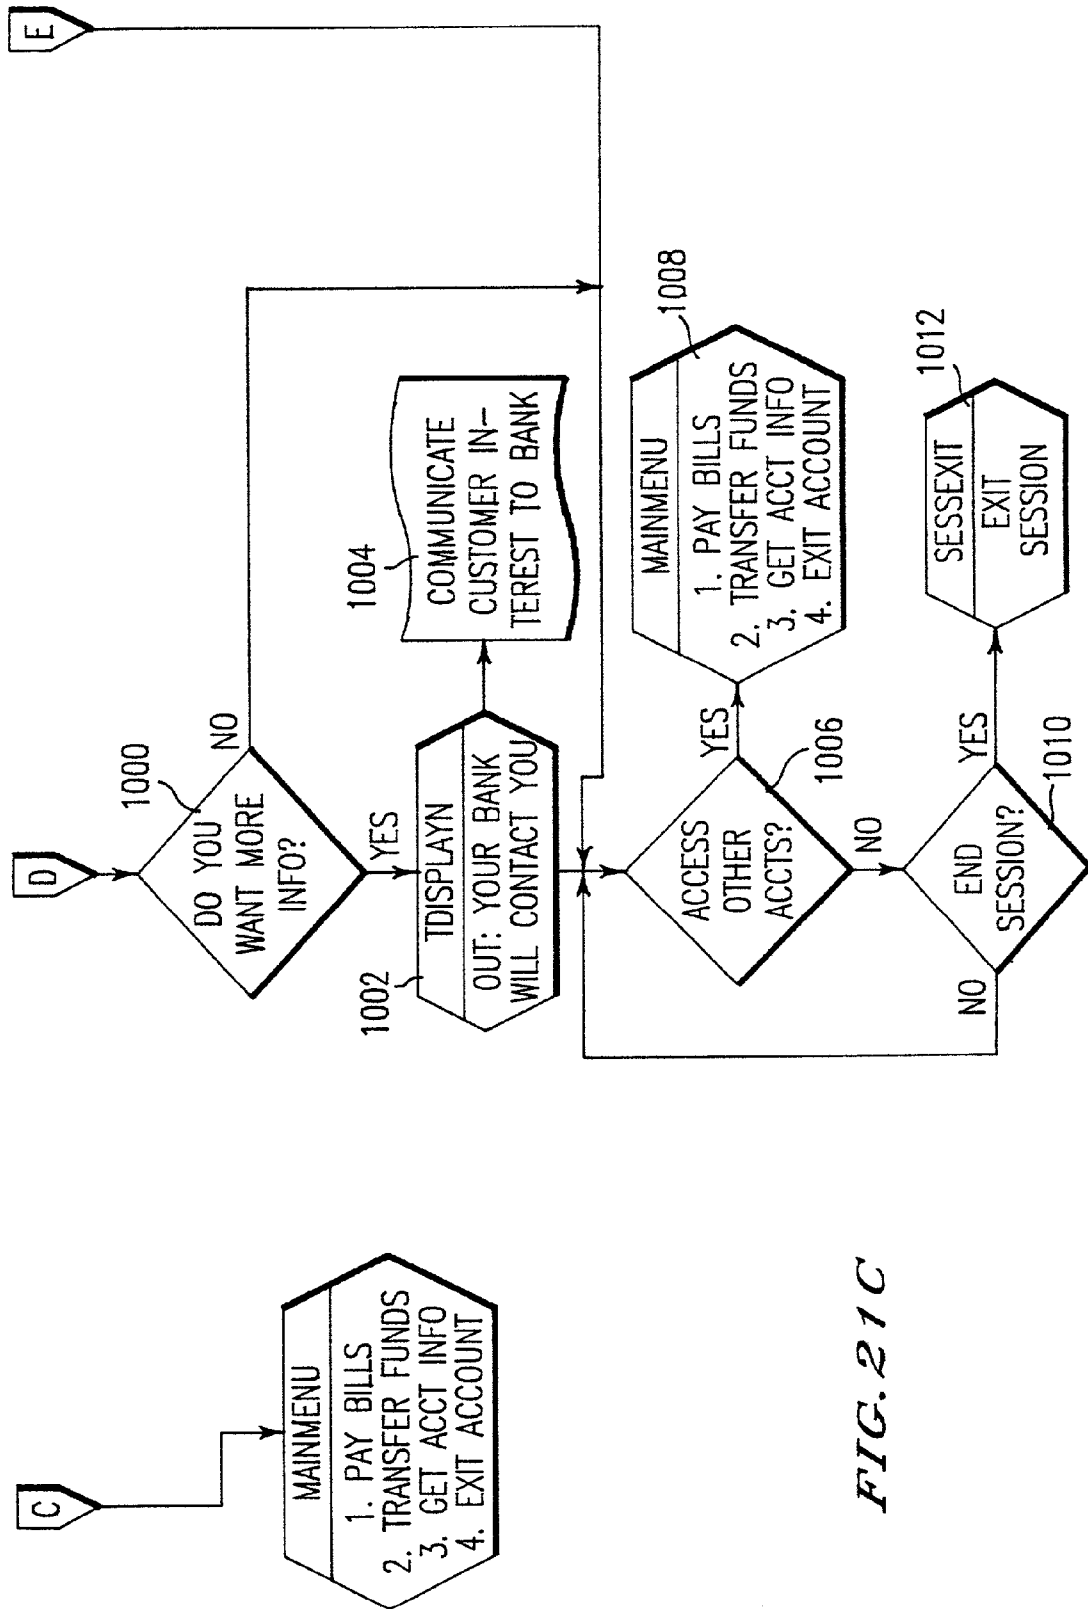 C
MAINMENU
1. PAY BILLS
2. TRANSFER FUNDS
3. GET ACCT INFO
4. EXIT ACCOUNT
D
1000
DO YOU
WANT MORE
INFO?
NO
YES
1002
TDISPLAYN
OUT: YOUR BANK
WILL CONTACT YOU
1004
COMMUNICATE
CUSTOMER IN-
TEREST TO BANK
E
ACCESS
OTHER
ACCTS?
1006
YES
NO
MAINMENU
1. PAY BILLS
2. TRANSFER FUNDS
3. GET ACCT INFO
4. EXIT ACCOUNT
1008
END
SESSION?
1010
NO
YES
SESSEXIT
EXIT
SESSION
1012
FIG. 21C